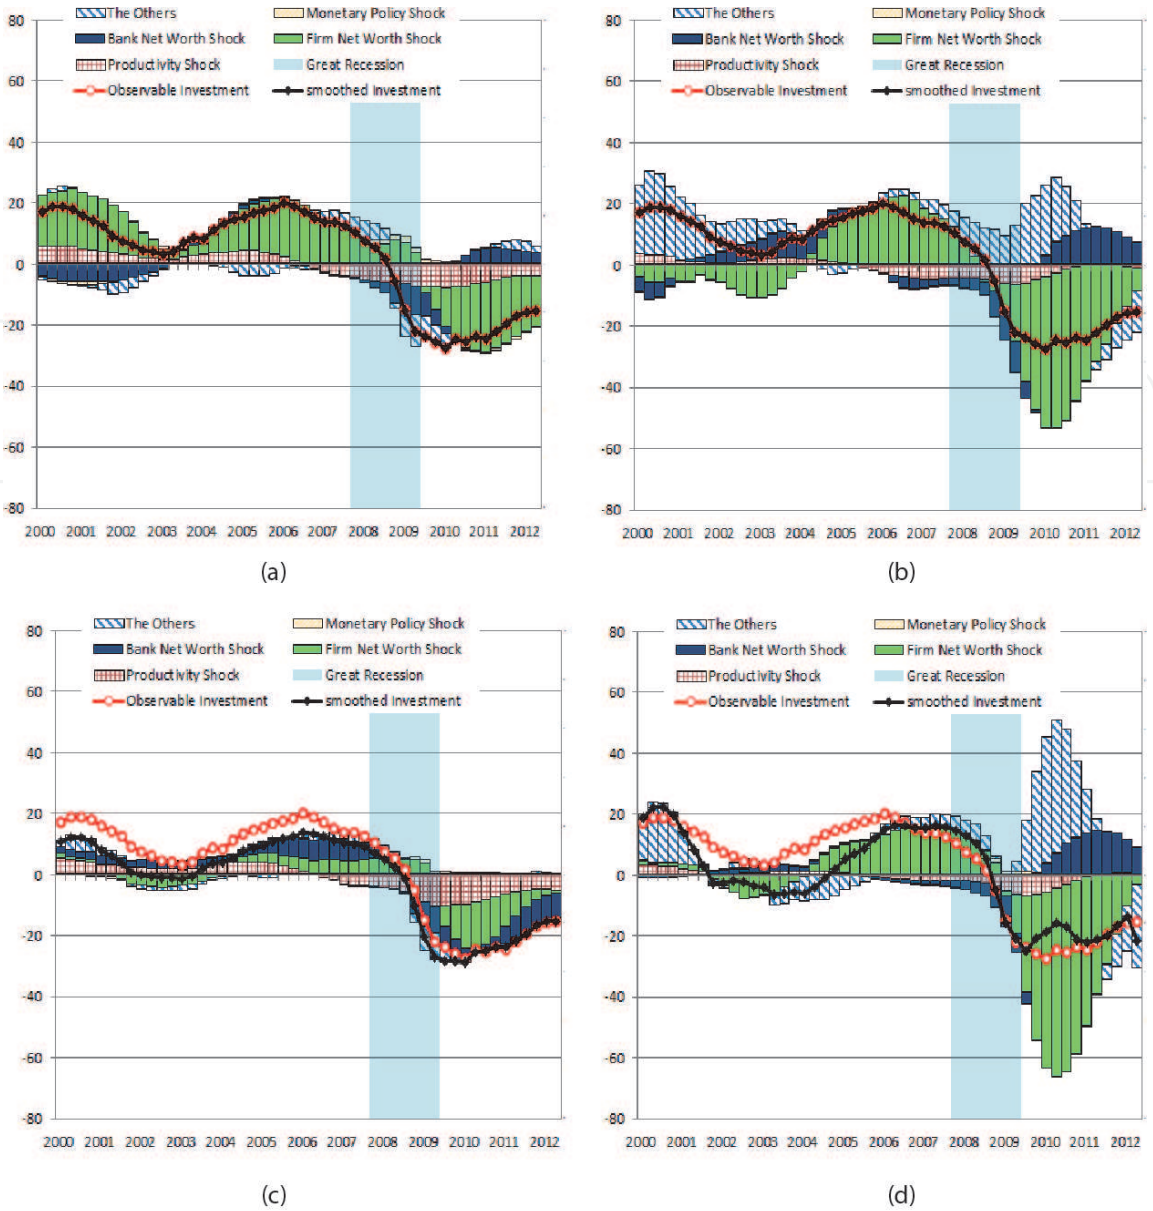 The Others Monetary Policy Shock
Bank Net Worth Shock Firm Net Worth Shock
Productivity Shock Great Recession
Observable Investment smoothed Investment
80
60
40
20
0
-20
-40
-60
-80
2000 2001 2002 2003 2004 2005 2006 2007 2008 2009 2010 2011 2012
(a)
The Others Monetary Policy Shock
Bank Net Worth Shock Firm Net Worth Shock
Productivity Shock Great Recession
Observable Investment smoothed Investment
80
60
40
20
0
-20
-40
-60
-80
2000 2001 2002 2003 2004 2005 2006 2007 2008 2009 2010 2011 2012
(b)
The Others Monetary Policy Shock
Bank Net Worth Shock Firm Net Worth Shock
Productivity Shock Great Recession
Observable Investment smoothed Investment
80
60
40
20
0
-20
-40
-60
-80
2000 2001 2002 2003 2004 2005 2006 2007 2008 2009 2010 2011 2012
(c)
The Others Monetary Policy Shock
Bank Net Worth Shock Firm Net Worth Shock
Productivity Shock Great Recession
Observable Investment smoothed Investment
80
60
40
20
0
-20
-40
-60
-80
2000 2001 2002 2003 2004 2005 2006 2007 2008 2009 2010 2011 2012
(d)